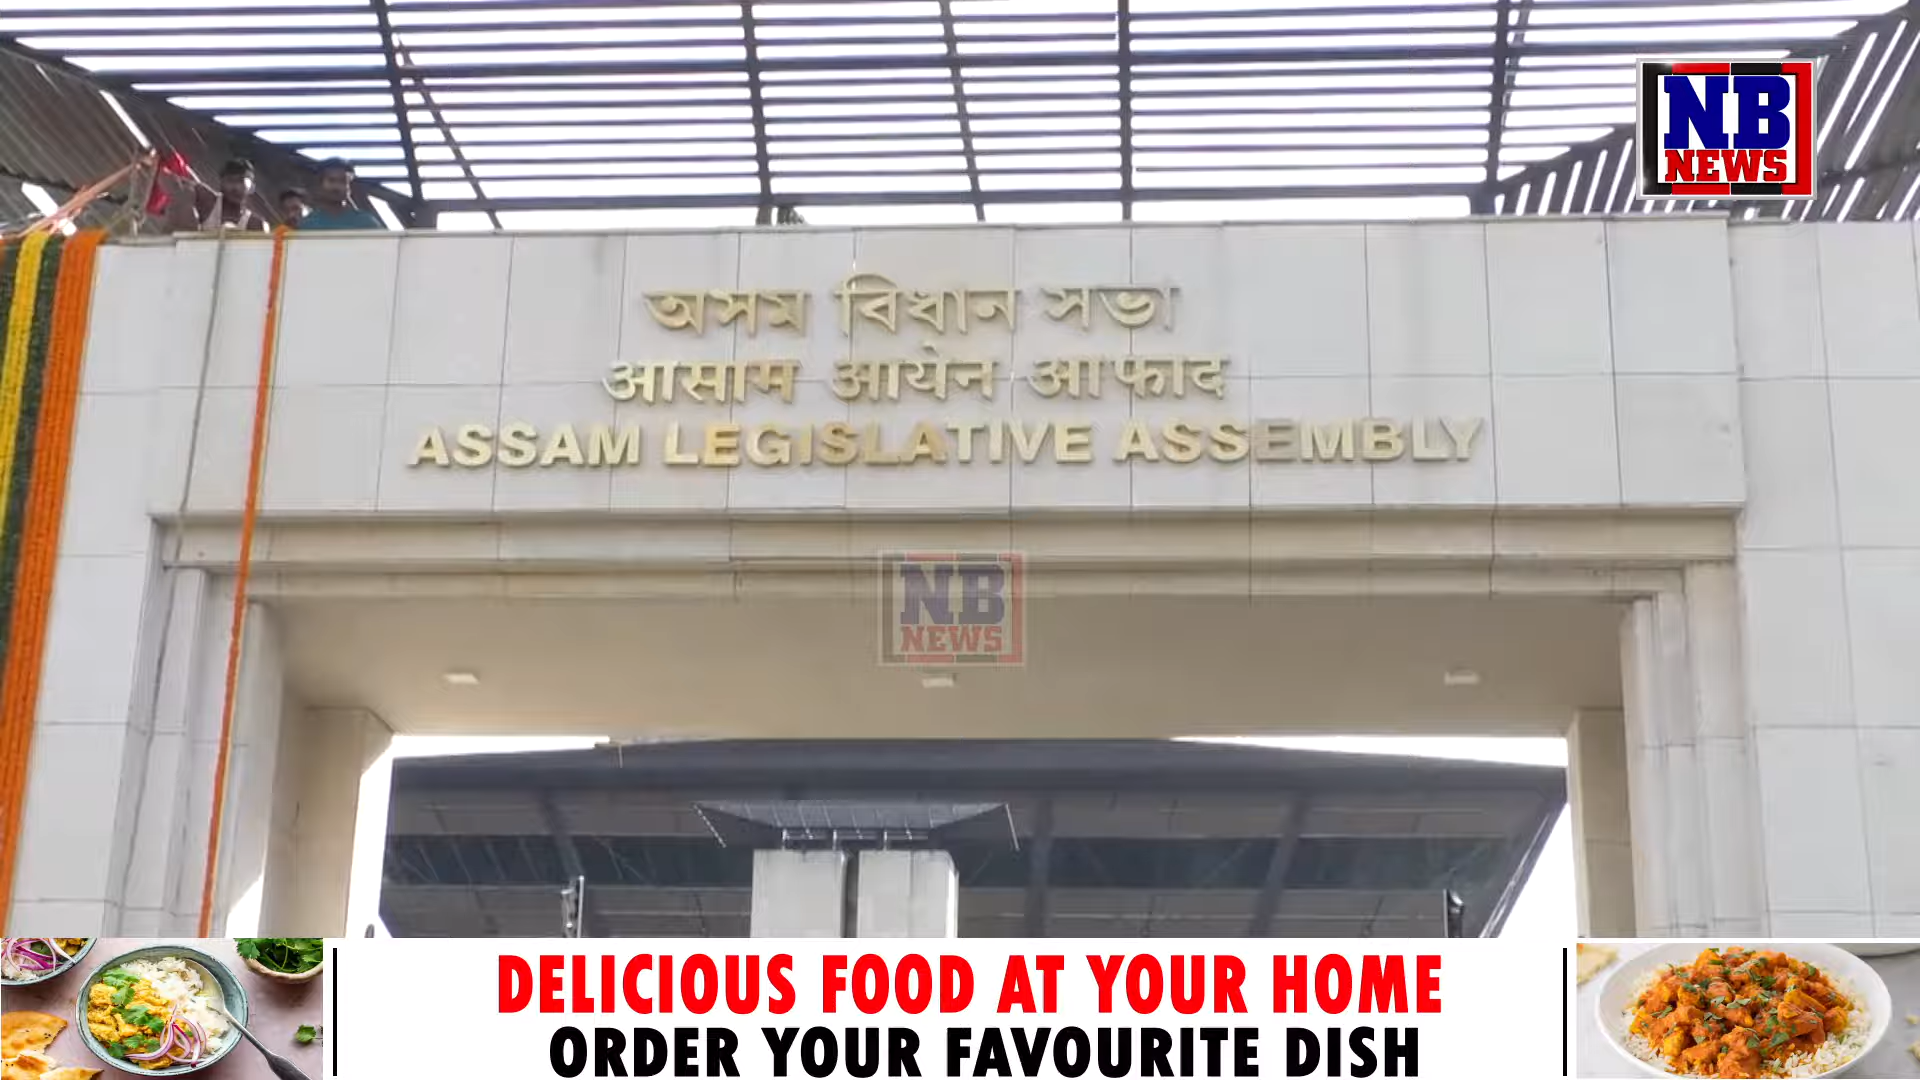 NB
NEWS
অসম বিধান সভা
आसाम आयेन आफाद
ASSAM LEGISLATIVE ASSEMBLY
NB
NEWS
DELICIOUS FOOD AT YOUR HOME
ORDER YOUR FAVOURITE DISH